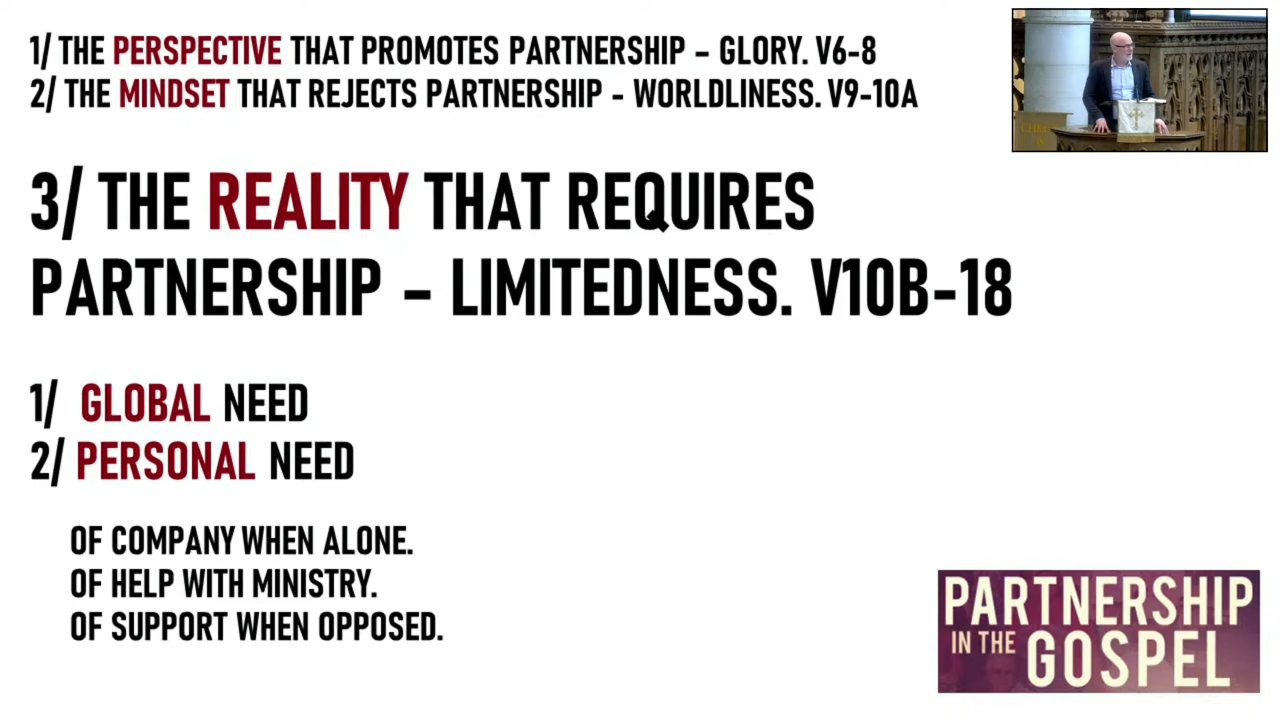 1/ THE PERSPECTIVE THAT PROMOTES PARTNERSHIP – GLORY. V6-8
2/ THE MINDSET THAT REJECTS PARTNERSHIP - WORLDLINESS. V9-10A
3/ THE REALITY THAT REQUIRES
PARTNERSHIP – LIMITEDNESS. V10B-18
1/ GLOBAL NEED
2/ PERSONAL NEED
OF COMPANY WHEN ALONE.
OF HELP WITH MINISTRY.
OF SUPPORT WHEN OPPOSED.
PARTNERSHIP
IN THE GOSPEL